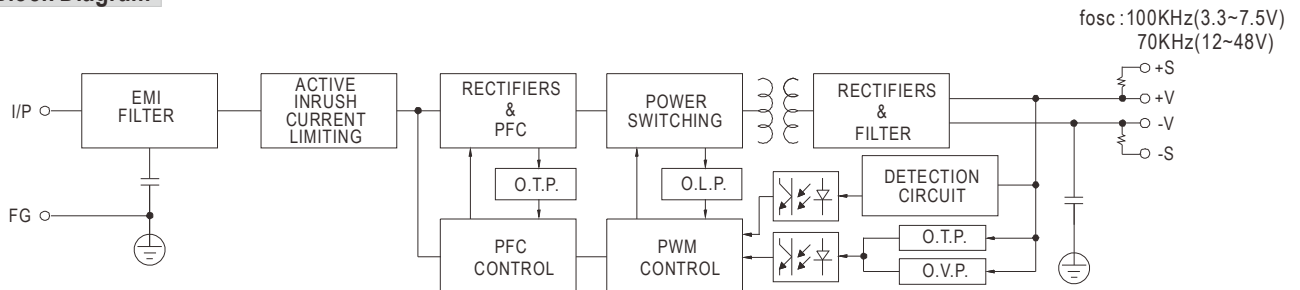 Block Diagram
fosc : 100KHz(3.3~7.5V)
70KHz(12~48V)
I/P
EMI
FILTER
ACTIVE
INRUSH
CURRENT
LIMITING
RECTIFIERS
&
PFC
POWER
SWITCHING
RECTIFIERS
&
FILTER
+S
+V
-V
-S
O.T.P.
O.L.P.
DETECTION
CIRCUIT
FG
PFC
CONTROL
PWM
CONTROL
O.T.P.
O.V.P.